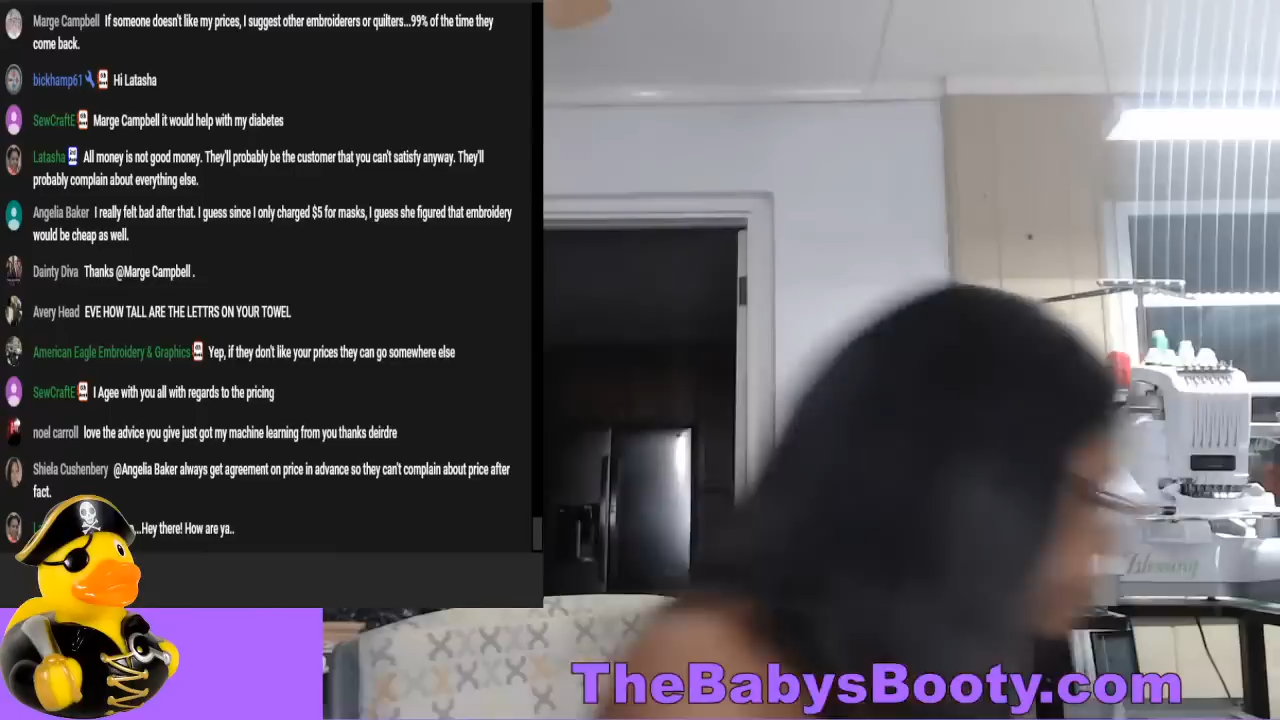 Marge Campbell If someone doesn't like my prices, I suggest other embroiderers or quilters...99% of the time they
come back.
bickhamp61 Hi Latasha
SewCraftE Marge Campbell it would help with my diabetes
Latasha All money is not good money. They'll probably be the customer that you can't satisfy anyway. They'll
probably complain about everything else.
Angelia Baker I really felt bad after that. I guess since I only charged $5 for masks, I guess she figured that embroidery
would be cheap as well.
Dainty Diva Thanks @Marge Campbell .
Avery Head EVE HOW TALL ARE THE LETTRS ON YOUR TOWEL
American Eagle Embroidery & Graphics Yep, if they don't like your prices they can go somewhere else
SewCraftE I Agree with you all with regards to the pricing
noel carroll love the advice you give just got my machine learning from you thanks deirdre
Shiela Cushenbery @Angelia Baker always get agreement on price in advance so they can't complain about price after
fact.
...Hey there! How are ya..
Blessing
TheBabysBooty.com